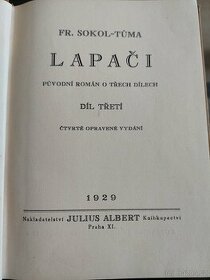 FR. SOKOL-TŮMA
LAPAČI
PŮVODNÍ ROMÁN O TŘECH DÍLECH
DÍL TŘETÍ
ČTVRTÉ OPRAVENÉ VYDÁNÍ
1929
Nakladatelství JULIUS ALBERT Knihkupectví
Praha XI.